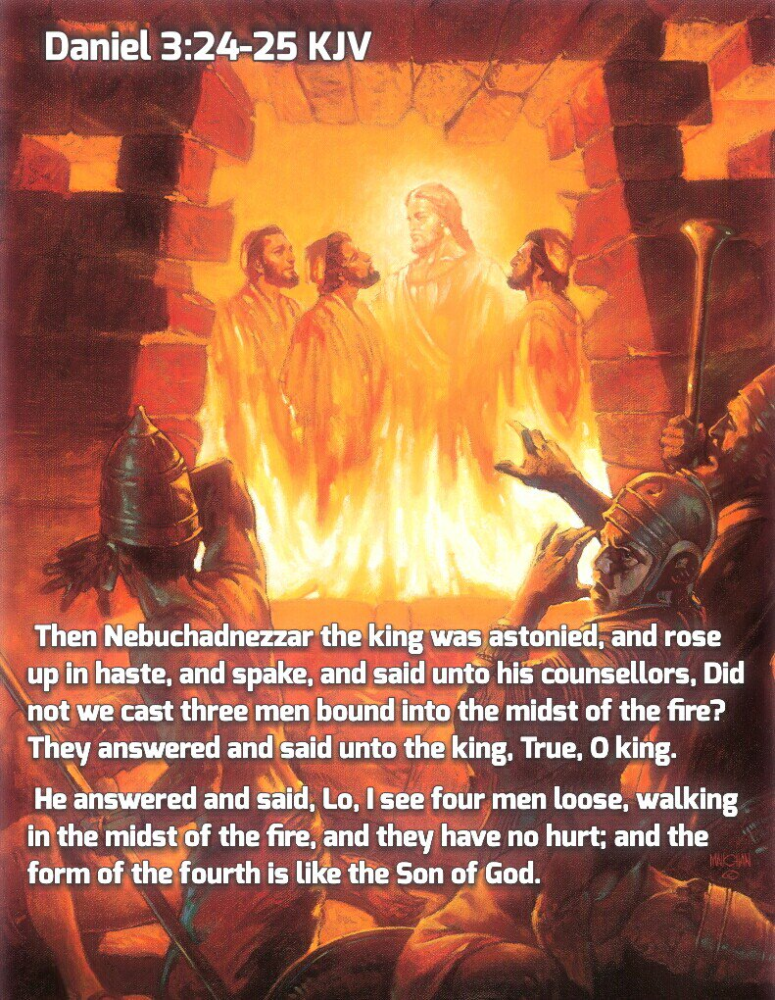 Daniel 3:24-25 KJV
Then Nebuchadnezzar the king was astonied, and rose
up in haste, and spake, and said unto his counsellors, Did
not we cast three men bound into the midst of the fire?
They answered and said unto the king, True, O king.
He answered and said, Lo, I see four men loose, walking
in the midst of the fire, and they have no hurt; and the
form of the fourth is like the Son of God.